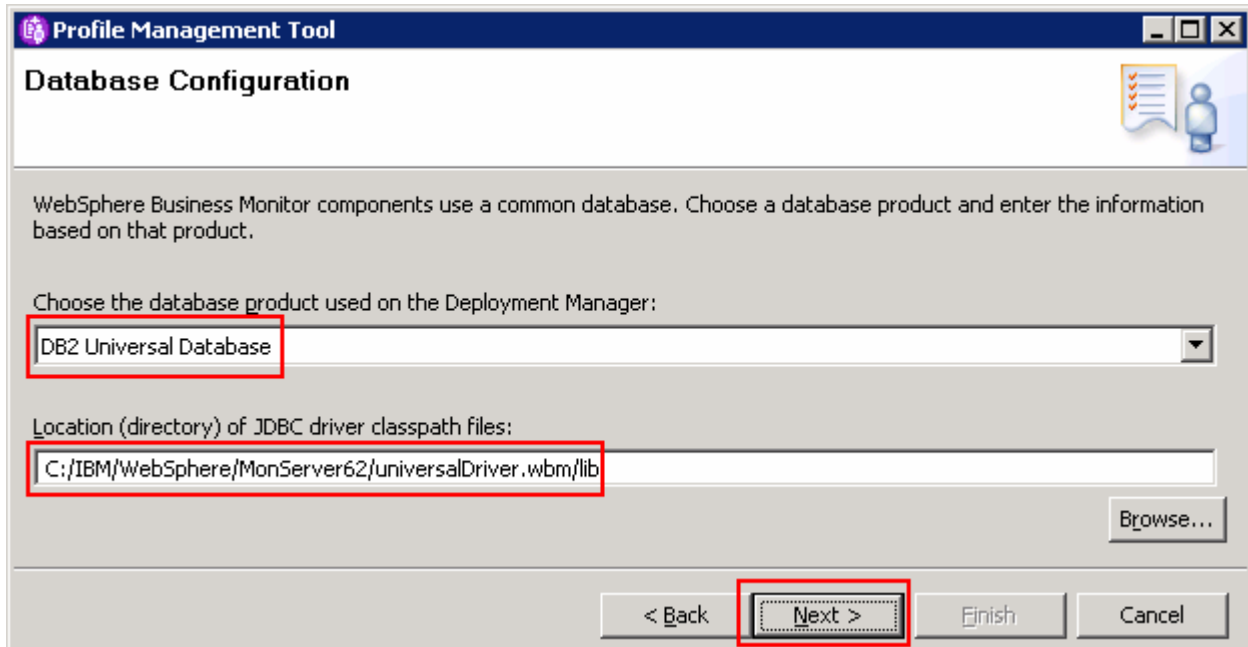 Profile Management Tool
Database Configuration
WebSphere Business Monitor components use a common database. Choose a database product and enter the information
based on that product.
Choose the database product used on the Deployment Manager:
DB2 Universal Database
Location (directory) of JDBC driver classpath files:
C:/IBM/WebSphere/MonServer62/universalDriver.wbm/lib
Browse...
< Back Next > Finish Cancel